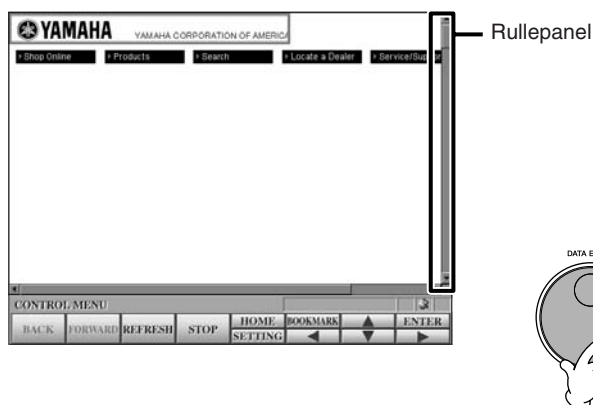 YAMAHA YAMAHA CORPORATION OF AMERICA
Rullepanel
Shop Online Products Search Locate a Dealer Service/Suppor
DATA E
CONTROL MENU
BACK FORWARD REFRESH STOP HOME BOOKMARK ENTER
SETTING